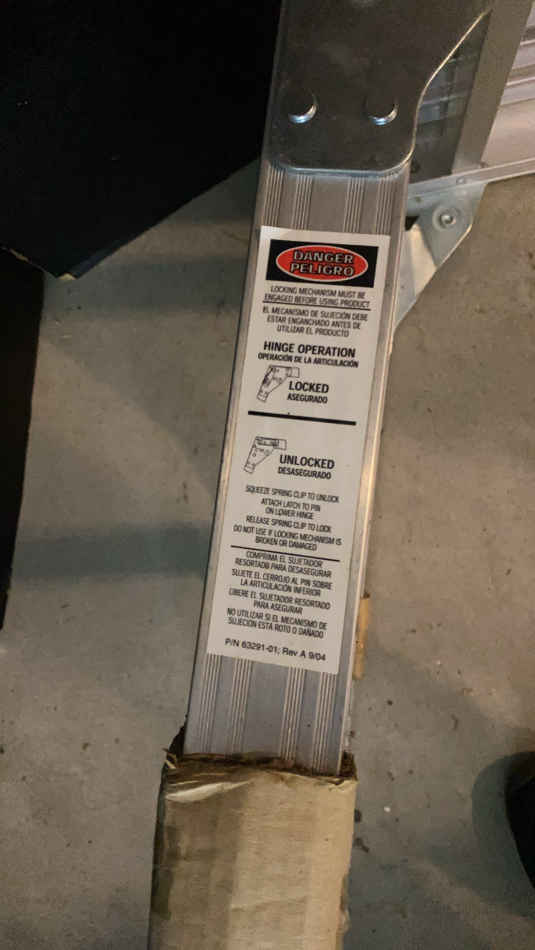 DANGER
PELIGRO
LOCKING MECHANISM MUST BE
ENGAGED BEFORE USING PRODUCT
EL MECANISMO DE SUJECIÓN DEBE
ESTAR ENGANCHADO ANTES DE
UTILIZAR EL PRODUCTO
HINGE OPERATION
OPERACIÓN DE LA ARTICULACIÓN
LOCKED
ASEGURADO
UNLOCKED
DESASEGURADO
SQUEEZE SPRING CLIP TO UNLOCK
ATTACH LATCH TO PIN
ON LOWER HINGE
RELEASE SPRING CLIP TO LOCK
DO NOT USE IF LOCKING MECHANISM IS
BROKEN OR DAMAGED
COMPRIMA EL SUJETADOR
RESORTADO PARA DESASEGURAR
SUJETE EL CERROJO AL PIN SOBRE
LA ARTICULACIÓN INFERIOR
LIBERE EL SUJETADOR RESORTADO
PARA ASEGURAR
NO UTILIZAR SI EL MECANISMO DE
SUJECIÓN ESTÁ ROTO O DAÑADO
P/N 63291-01; Rev A 9/04